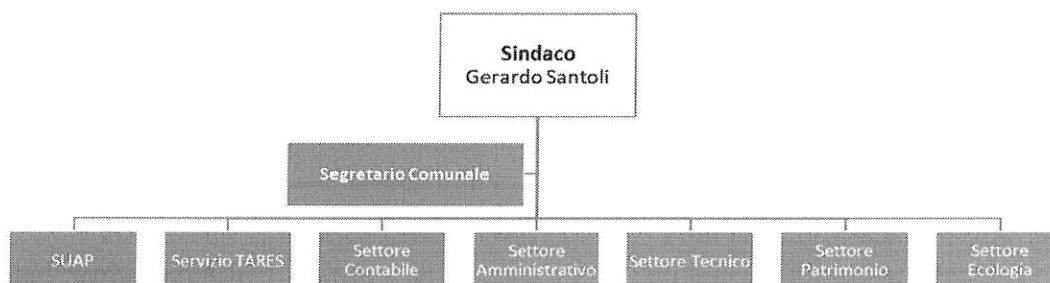 Sindaco
Gerardo Santoli
Segretario Comunale
SUAP
Servizio TARES
Settore
Contabile
Settore
Amministrativo
Settore Tecnico
Settore
Patrimonio
Settore
Ecologia